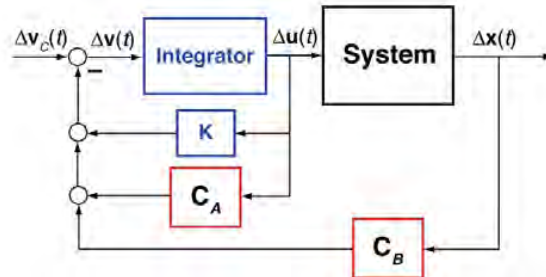 Δv_C(t) Δv(t) Integrator Δu(t) System Δx(t)
−
K
C_A
C_B